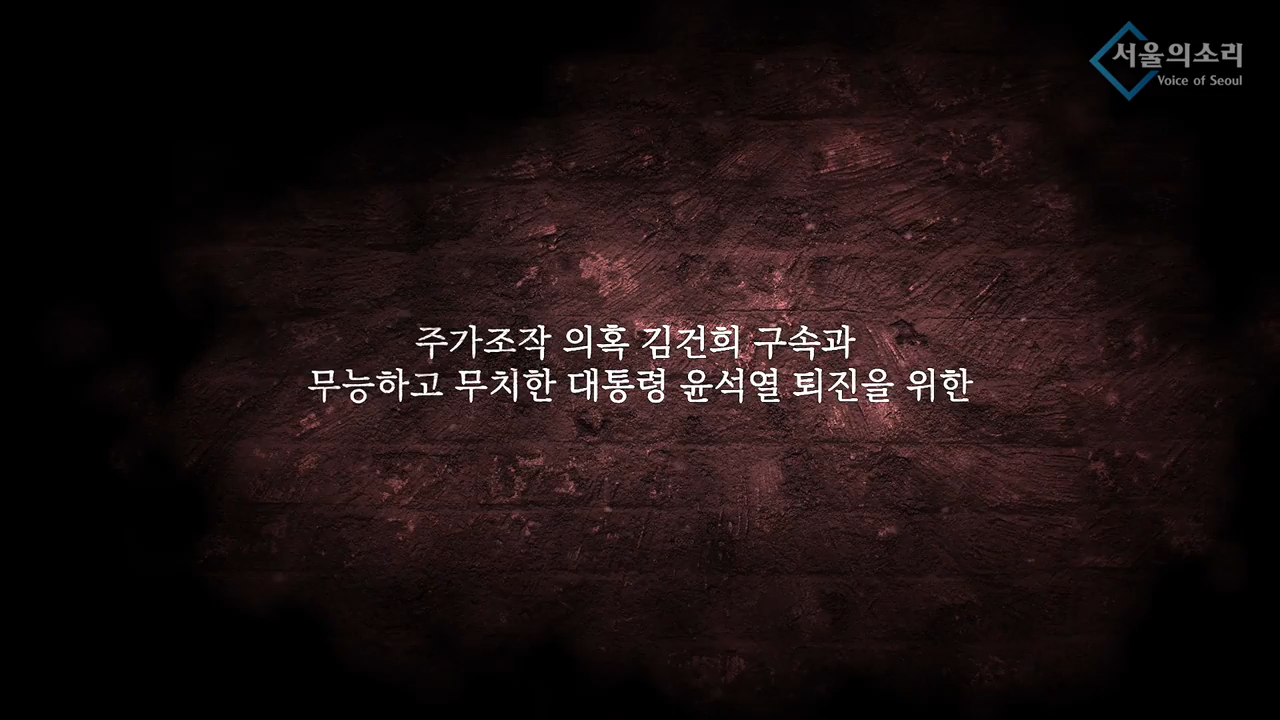 서울의소리
Voice of Seoul
주가조작 의혹 김건희 구속과
무능하고 무치한 대통령 윤석열 퇴진을 위한